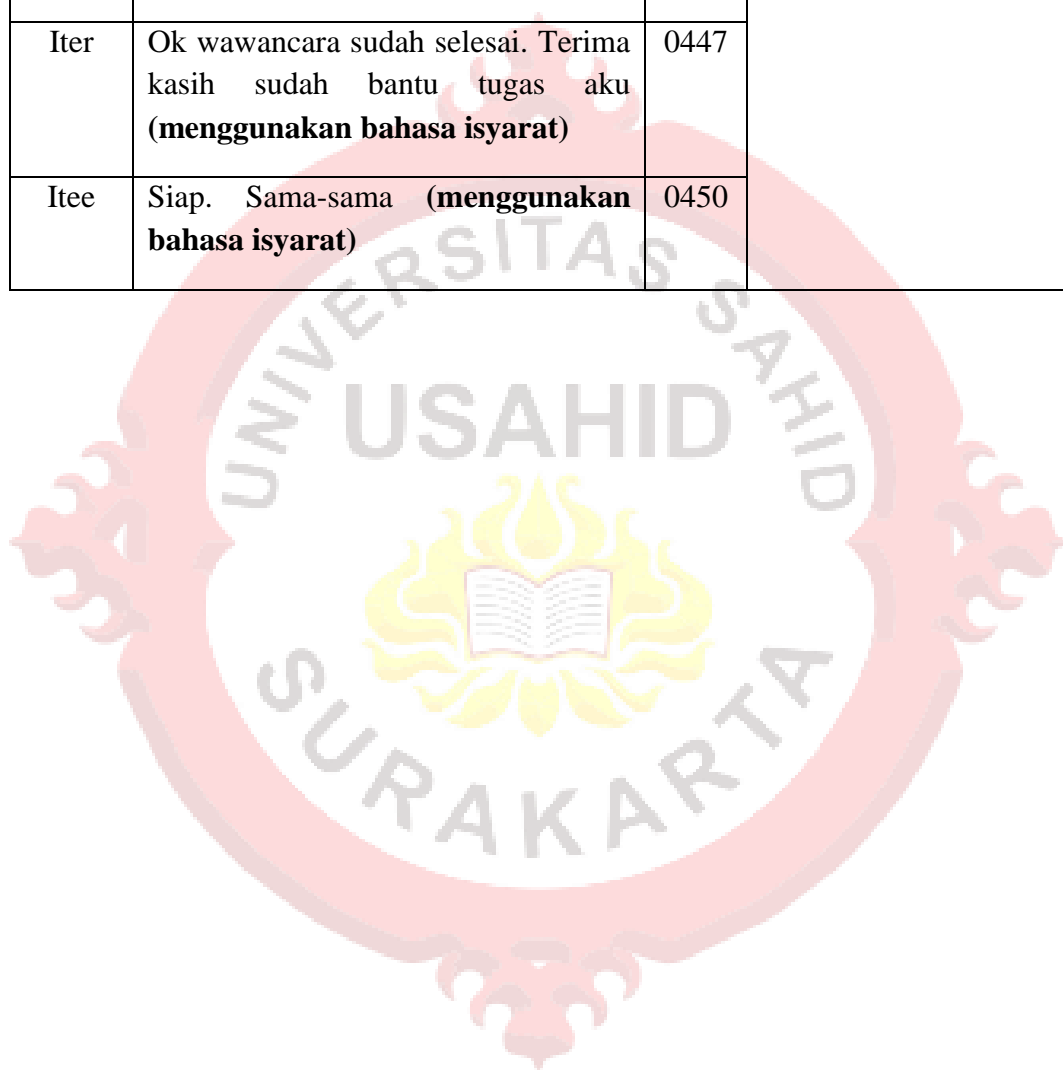 Iter Ok wawancara sudah selesai. Terima 0447
kasih sudah bantu tugas aku
(menggunakan bahasa isyarat)
Itee Siap. Sama-sama (menggunakan 0450
bahasa isyarat)
UNIVERSITAS SAHID
USAHID
SURAKARTA